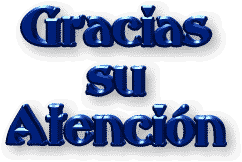 Gracias
su
Atención